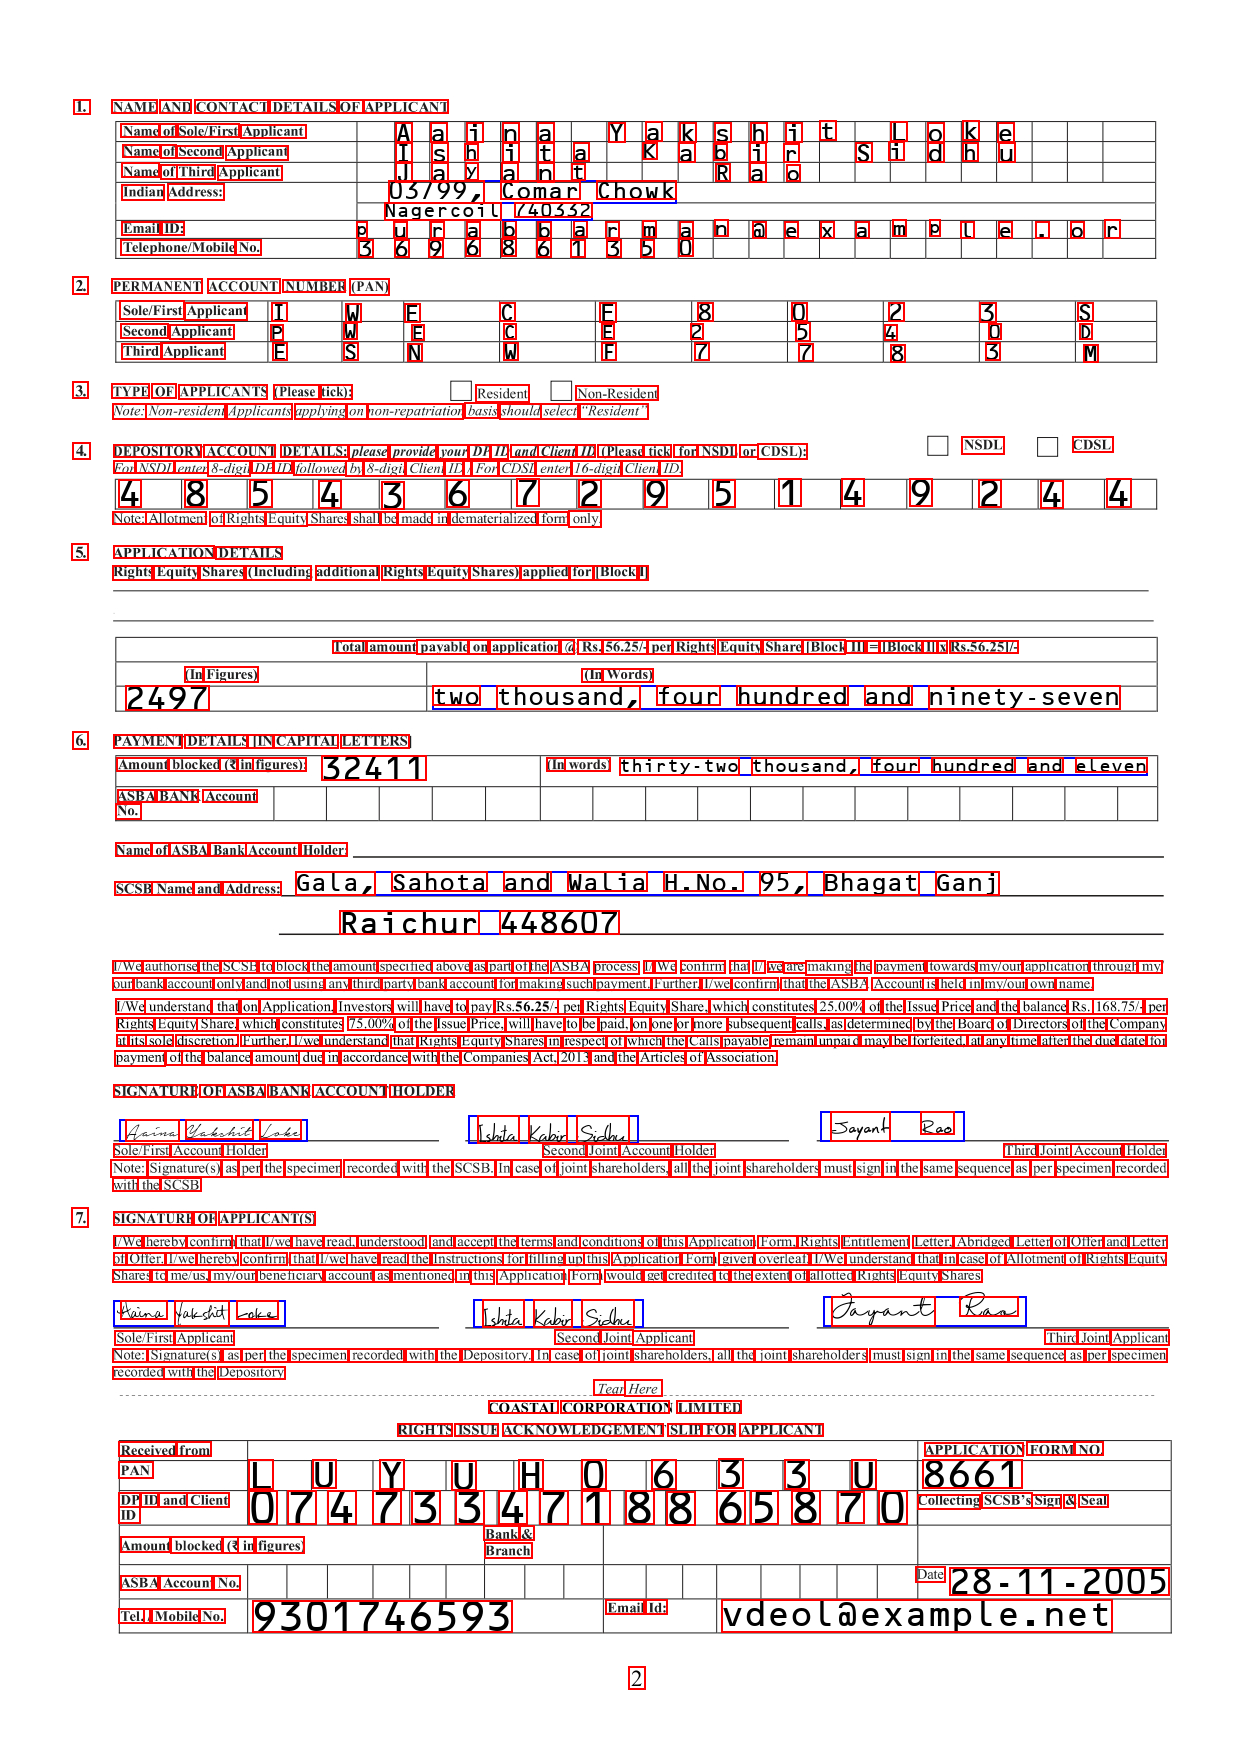 1. NAME AND CONTACT DETAILS OF APPLICANT
Name of Sole/First Applicant Aaina Yakshit Loke
Name of Second Applicant Ishita Kabir Sidhu
Name of Third Applicant Jayant Rao
Indian Address: 03/99, Comar Chowk
Nagercoil 740332
Email ID: purabbarman@example.or
Telephone/Mobile No. 3696861350
2. PERMANENT ACCOUNT NUMBER (PAN)
Sole/First Applicant I W E C E 8 0 2 3 S
Second Applicant P W E C E 2 5 4 0 D
Third Applicant E S N W F 7 7 8 3 M
3. TYPE OF APPLICANTS (Please tick): Resident Non-Resident
Note: Non-resident Applicants applying on non-repatriation basis should select "Resident"
4. DEPOSITORY ACCOUNT DETAILS: please provide your DP ID and Client ID (Please tick for NSDL or CDSL): NSDL CDSL
For NSDL enter 8-digit DP ID followed by 8-digit Client ID / For CDSL enter 16-digit Client ID.
4 8 5 4 3 6 7 2 9 5 1 4 9 2 4 4
Note: Allotment of Rights Equity Shares shall be made in dematerialized form only.
5. APPLICATION DETAILS
Rights Equity Shares (Including additional Rights Equity Shares) applied for [Block I]
Total amount payable on application @ Rs. 56.25/- per Rights Equity Share [Block II] = [Block I] x Rs.56.25]/-
(In Figures) (In Words)
2497 two thousand, four hundred and ninety-seven
6. PAYMENT DETAILS [IN CAPITAL LETTERS]
Amount blocked (₹ in figures): 32411 (In words) thirty-two thousand, four hundred and eleven
ASBA BANK Account
No.
Name of ASBA Bank Account Holder:
SCSB Name and Address: Gala, Sahota and Walia H.No. 95, Bhagat Ganj
Raichur 448607
I/We authorise the SCSB to block the amount specified above as part of the ASBA process. I/We confirm that I/ we are making the payment towards my/our application through my/
our bank account only and not using any third party bank account for making such payment. Further, I/we confirm that the ASBA Account is held in my/our own name.
I/We understand that on Application, Investors will have to pay Rs.56.25/- per Rights Equity Share, which constitutes 25.00% of the Issue Price and the balance Rs. 168.75/- per
Rights Equity Share, which constitutes 75.00% of the Issue Price, will have to be paid, on one or more subsequent calls, as determined by the Board of Directors of the Company
at its sole discretion. Further, I/we understand that Rights Equity Shares in respect of which the Calls payable remain unpaid may be forfeited, at any time after the due date for
payment of the balance amount due in accordance with the Companies Act, 2013 and the Articles of Association.
SIGNATURE OF ASBA BANK ACCOUNT HOLDER
Aaina Yakshit Loke Ishita Kabir Sidhu Jayant Rao
Sole/First Account Holder Second Joint Account Holder Third Joint Account Holder
Note: Signature(s) as per the specimen recorded with the SCSB. In case of joint shareholders, all the joint shareholders must sign in the same sequence as per specimen recorded
with the SCSB
7. SIGNATURE OF APPLICANT(S)
I/We hereby confirm that I/we have read, understood and accept the terms and conditions of this Application Form, Rights Entitlement Letter, Abridged Letter of Offer and Letter
of Offer. I/we hereby confirm that I/we have read the Instructions for filling up this Application Form given overleaf. I/We understand that in case of Allotment of Rights Equity
Shares to me/us, my/our beneficiary account as mentioned in this Application Form would get credited to the extent of allotted Rights Equity Shares
Aaina Yakshit Loke Ishita Kabir Sidhu Jayant Rao
Sole/First Applicant Second Joint Applicant Third Joint Applicant
Note: Signature(s) as per the specimen recorded with the Depository. In case of joint shareholders, all the joint shareholders must sign in the same sequence as per specimen
recorded with the Depository
Tear Here
COASTAL CORPORATION LIMITED
RIGHTS ISSUE ACKNOWLEDGEMENT SLIP FOR APPLICANT
Received from APPLICATION FORM NO.
PAN L U Y U H 0 6 3 3 U 8661
DP ID and Client
ID 0 7 4 7 3 3 4 7 1 8 8 6 5 8 7 0 Collecting SCSB's Sign & Seal
Amount blocked (₹ in figures) Bank &
Branch
ASBA Account No. Date 28-11-2005
Tel./ Mobile No. 9301746593 Email Id: vdeol@example.net
2